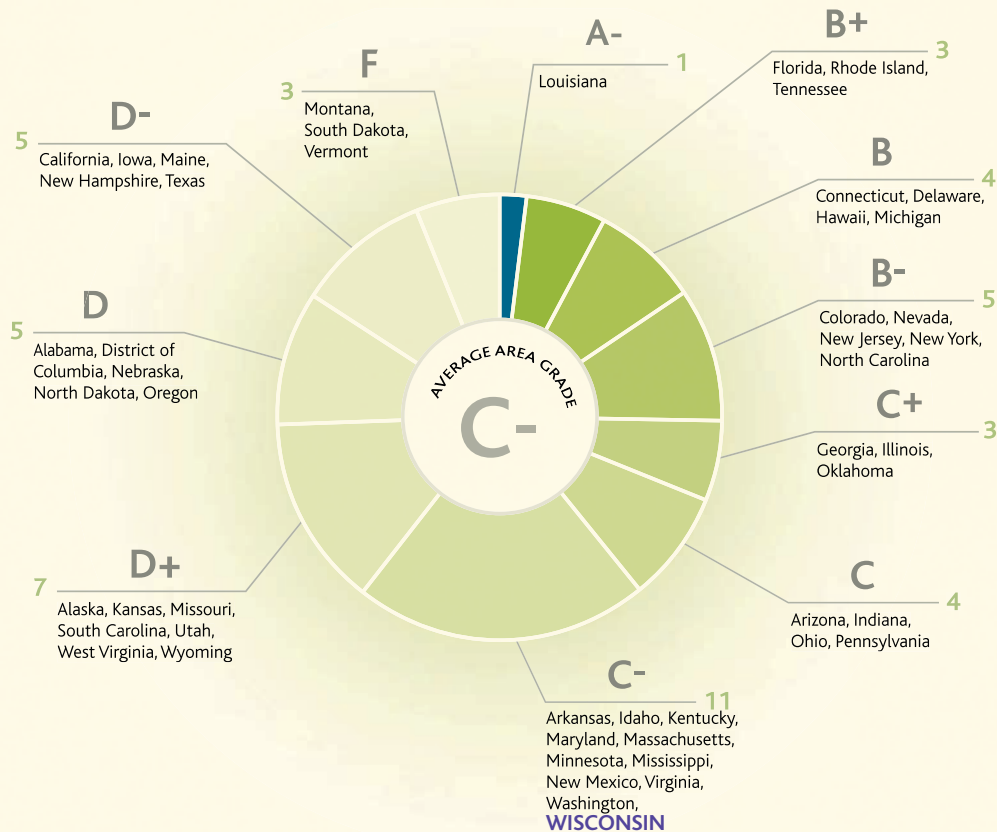 A-
1
Louisiana
B+
3
Florida, Rhode Island,
Tennessee
B
4
Connecticut, Delaware,
Hawaii, Michigan
B-
5
Colorado, Nevada,
New Jersey, New York,
North Carolina
C+
3
Georgia, Illinois,
Oklahoma
C
4
Arizona, Indiana,
Ohio, Pennsylvania
C-
11
Arkansas, Idaho, Kentucky,
Maryland, Massachusetts,
Minnesota, Mississippi,
New Mexico, Virginia,
Washington,
WISCONSIN
D+
7
Alaska, Kansas, Missouri,
South Carolina, Utah,
West Virginia, Wyoming
D
5
Alabama, District of
Columbia, Nebraska,
North Dakota, Oregon
D-
5
California, Iowa, Maine,
New Hampshire, Texas
F
3
Montana,
South Dakota,
Vermont
AVERAGE AREA GRADE
C-